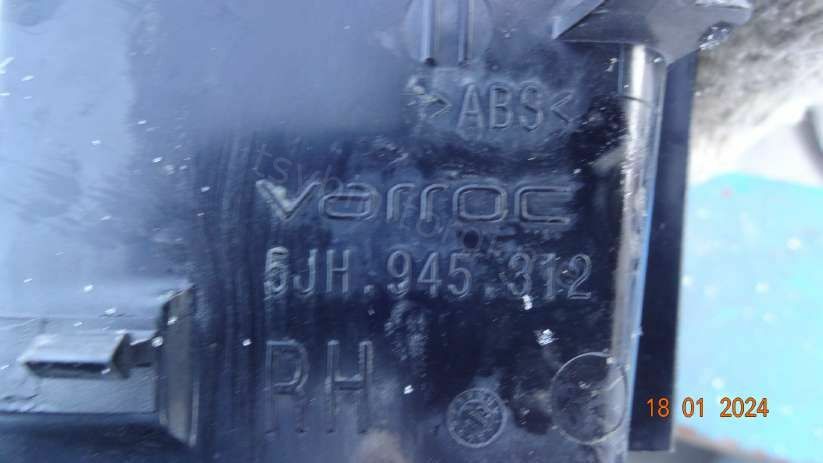 >ABS<
varroc
6JH.945.312
RH
18 01 2024